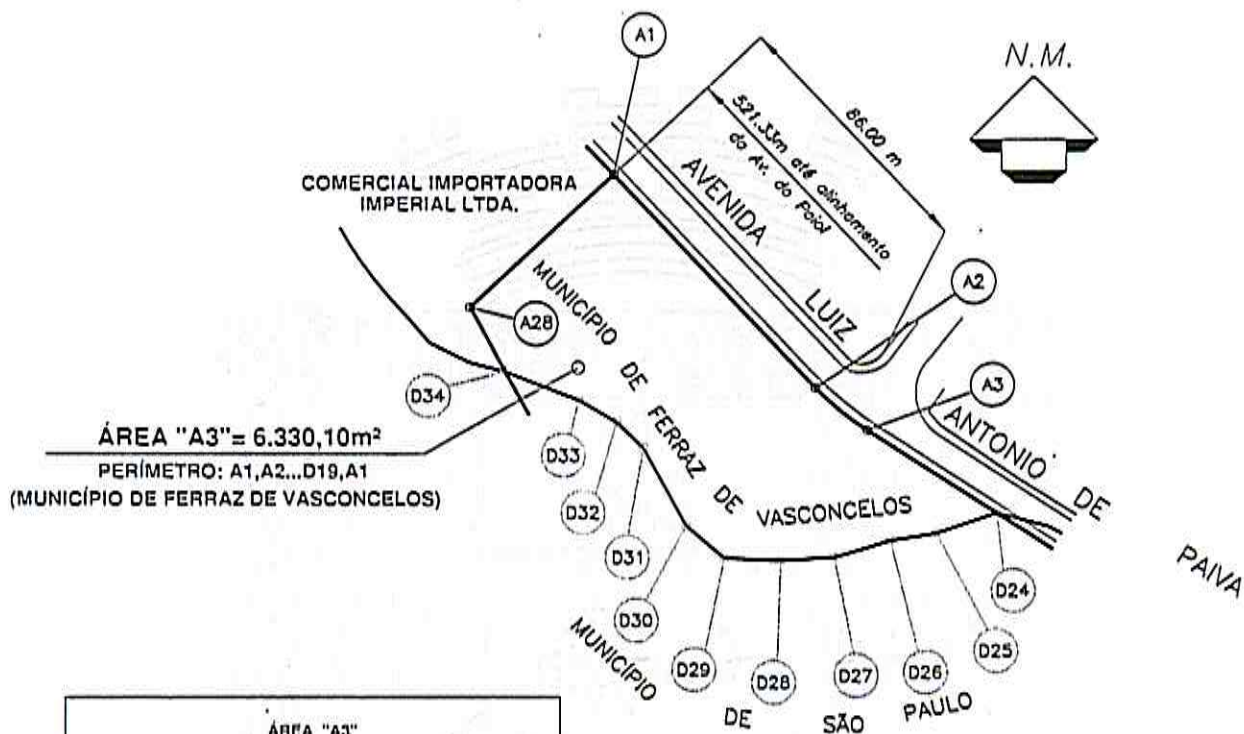 A1
N.M.
86.00 m
521.33m até alinhamento
da Av. do Paiol
AVENIDA
LUIZ
ANTONIO
DE
PAIVA
COMERCIAL IMPORTADORA
IMPERIAL LTDA.
A2
A28
A3
MUNICÍPIO DE FERRAZ DE VASCONCELOS
D34
ÁREA "A3"= 6.330,10m²
PERÍMETRO: A1,A2...D19,A1
(MUNICÍPIO DE FERRAZ DE VASCONCELOS)
D33
D32
D31
D30
D29
D28
D27
D26
D25
D24
MUNICÍPIO DE SÃO PAULO
ÁREA "A3"